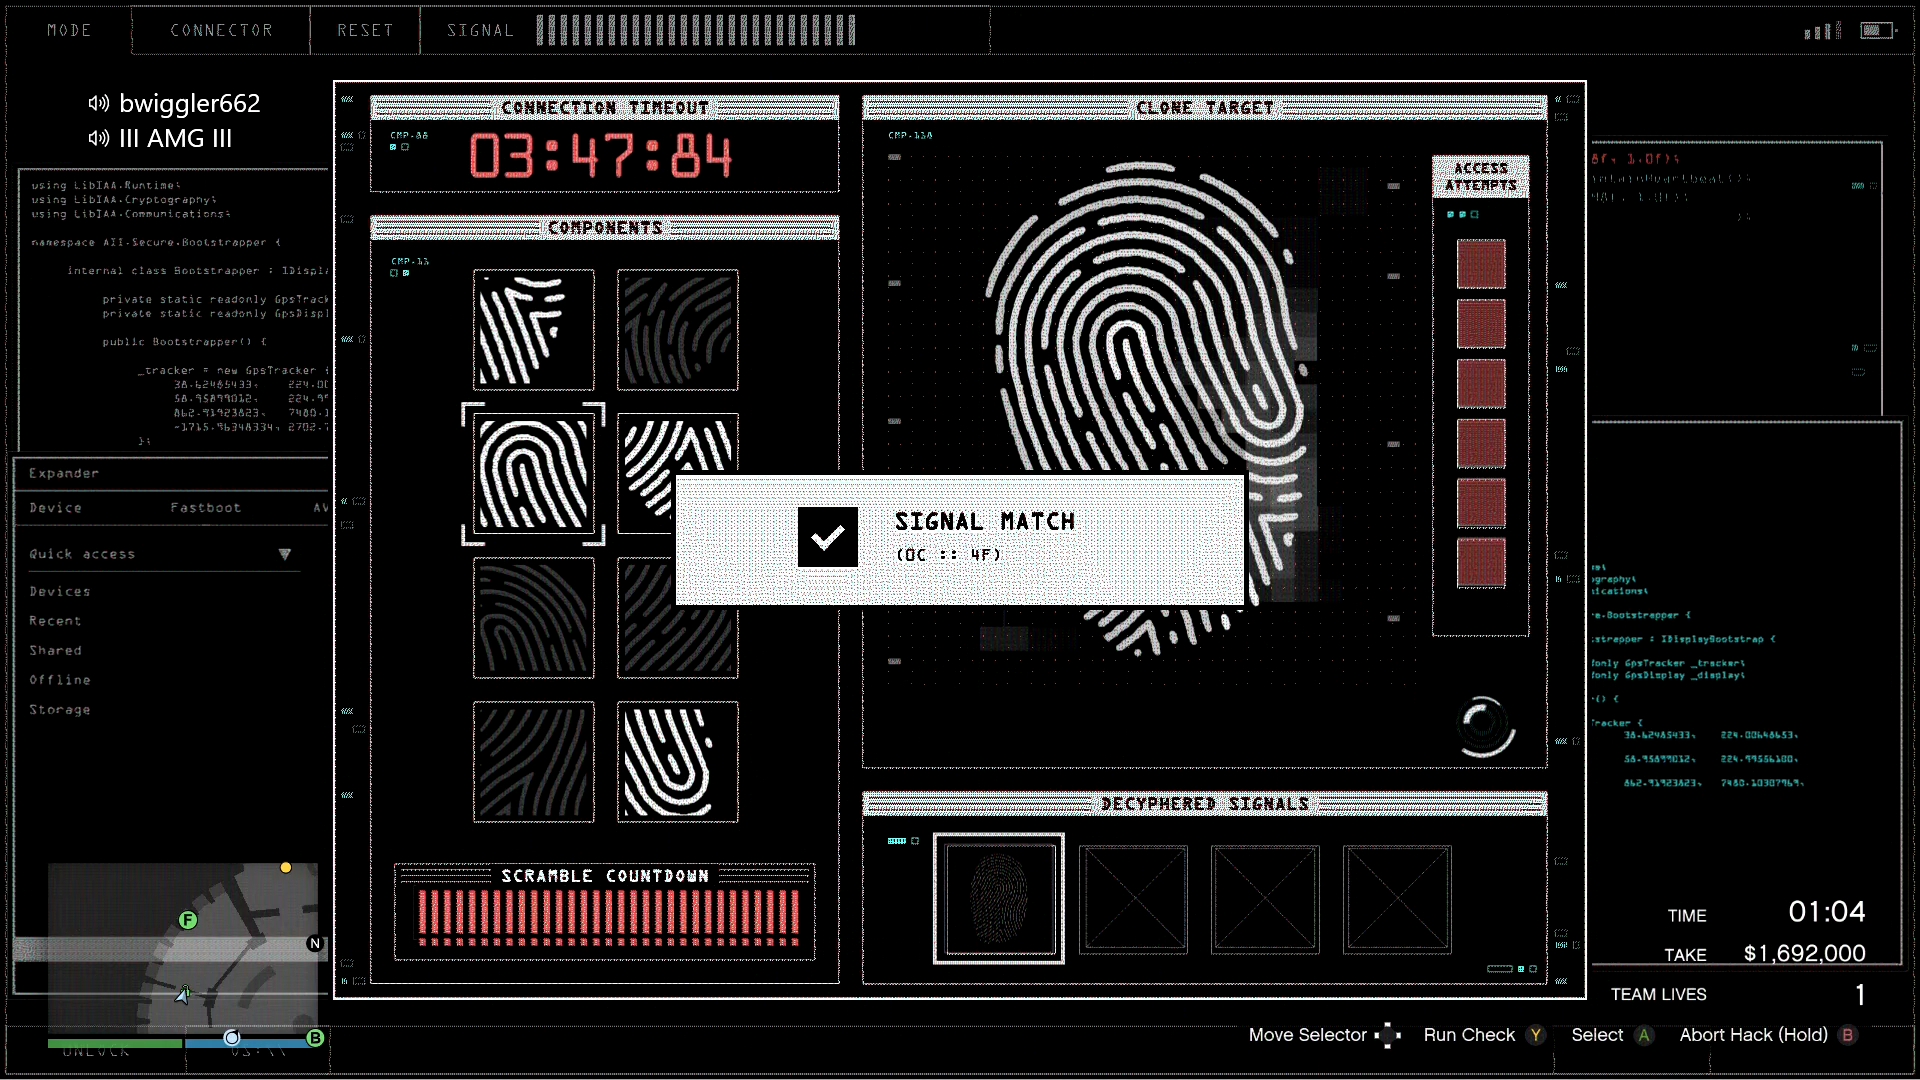 MODE
CONNECTOR
RESET
SIGNAL
bwiggler662
III AMG III
CONNECTION TIMEOUT
03:47:84
COMPONENTS
CLONE TARGET
ACCESS
ATTEMPTS
using LibIAA.Runtime;
using LibIAA.Cryptography;
using LibIAA.Communications;
namespace AII.Secure.Bootstrapper {
internal class Bootstrapper : IDispla
private static readonly GpsTrack
private static readonly GpsDispl
public Bootstrapper() {
_tracker = new GpsTracker {
Expander
Device
Fastboot
AV
Quick access
Devices
Recent
Shared
Offline
Storage
SIGNAL MATCH
(0C :: 4F)
SCRAMBLE COUNTDOWN
DECYPHERED SIGNALS
TIME 01:04
TAKE $1,692,000
TEAM LIVES 1
F
N
B
Move Selector
Run Check Y
Select A
Abort Hack (Hold) B